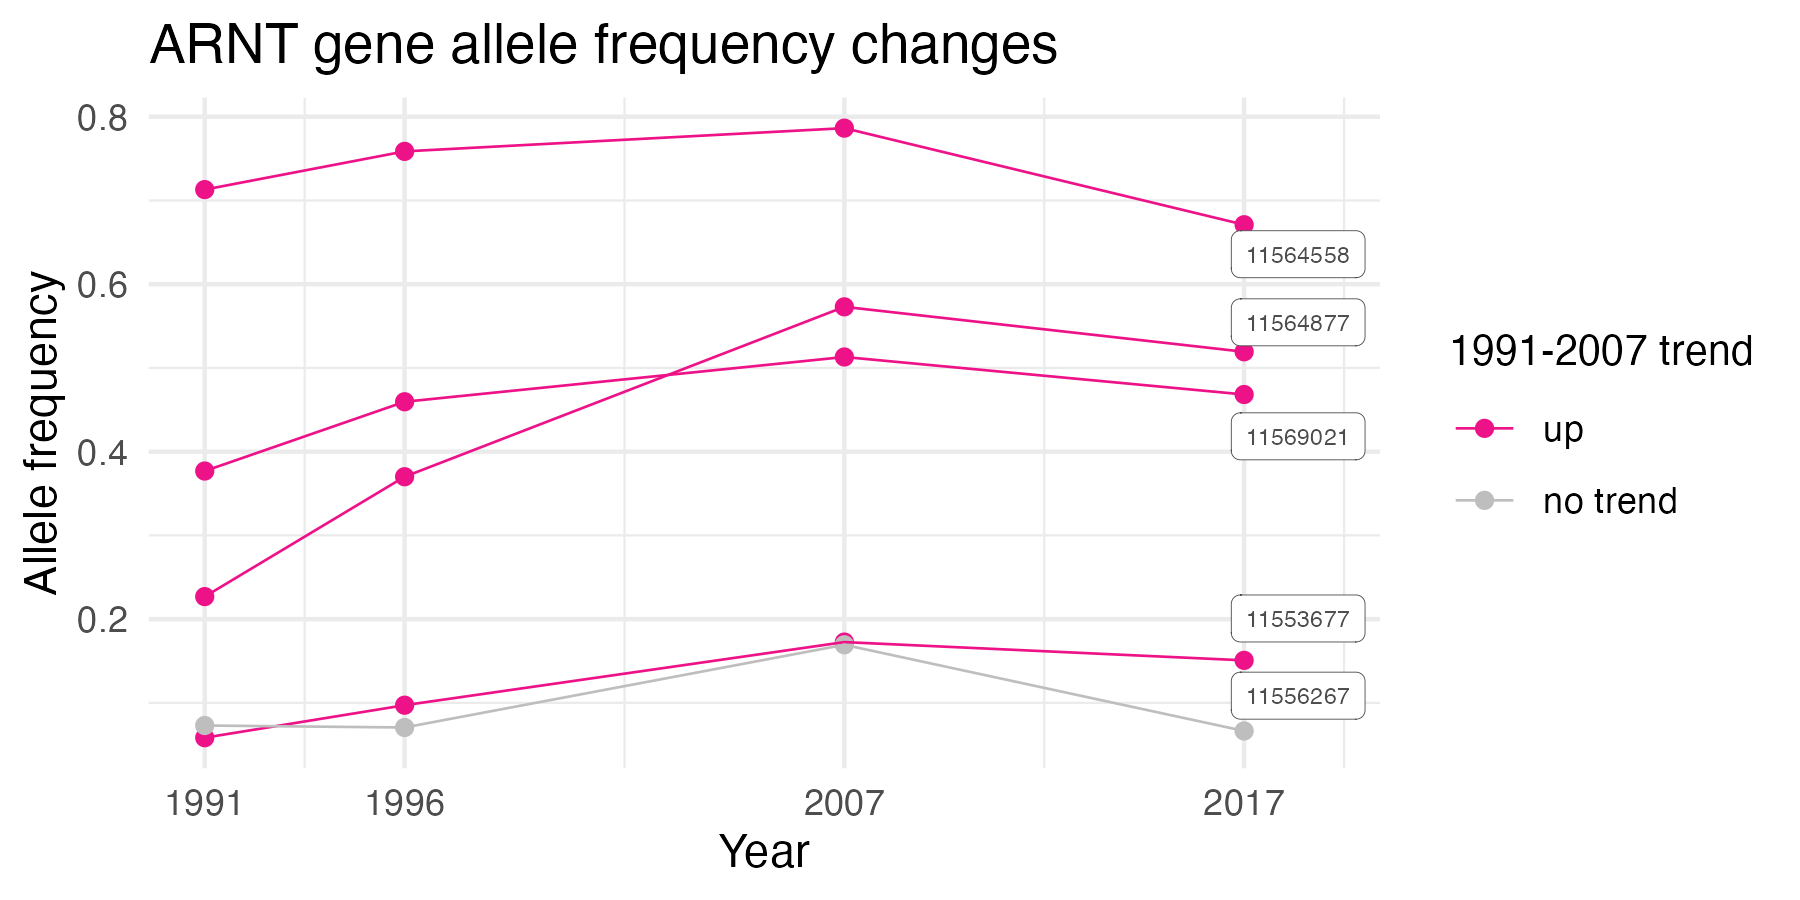 ARNT gene allele frequency changes
Allele frequency
0.8
0.6
0.4
0.2
11564558
11564877
11569021
11553677
11556267
1991 1996 2007 2017
Year
1991-2007 trend
up
no trend